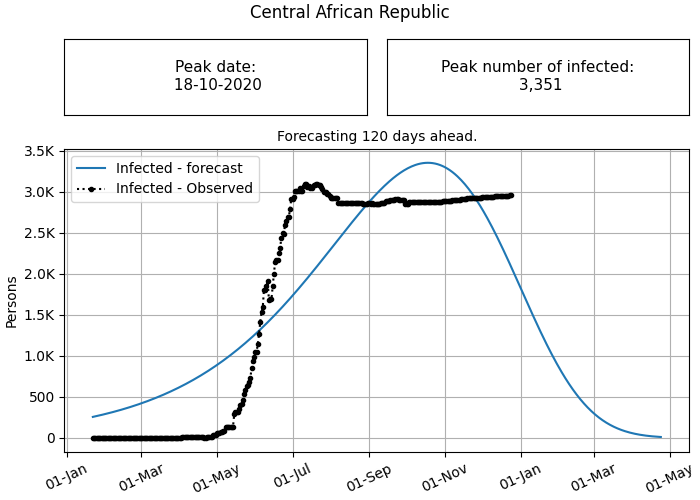 Central African Republic
Peak date:
18-10-2020
Peak number of infected:
3,351
Forecasting 120 days ahead.
Infected - forecast
Infected - Observed
Persons
3.5K
3.0K
2.5K
2.0K
1.5K
1.0K
500
0
01-Jan
01-Mar
01-May
01-Jul
01-Sep
01-Nov
01-Jan
01-Mar
01-May